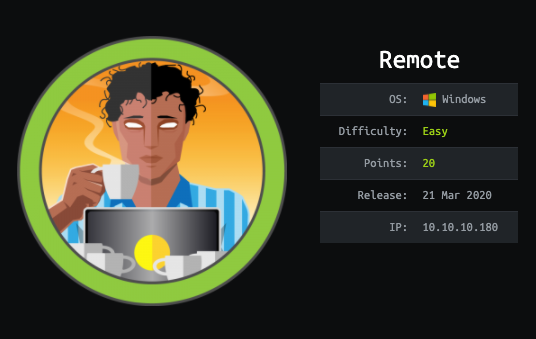 Remote
OS: Windows
Difficulty: Easy
Points: 20
Release: 21 Mar 2020
IP: 10.10.10.180